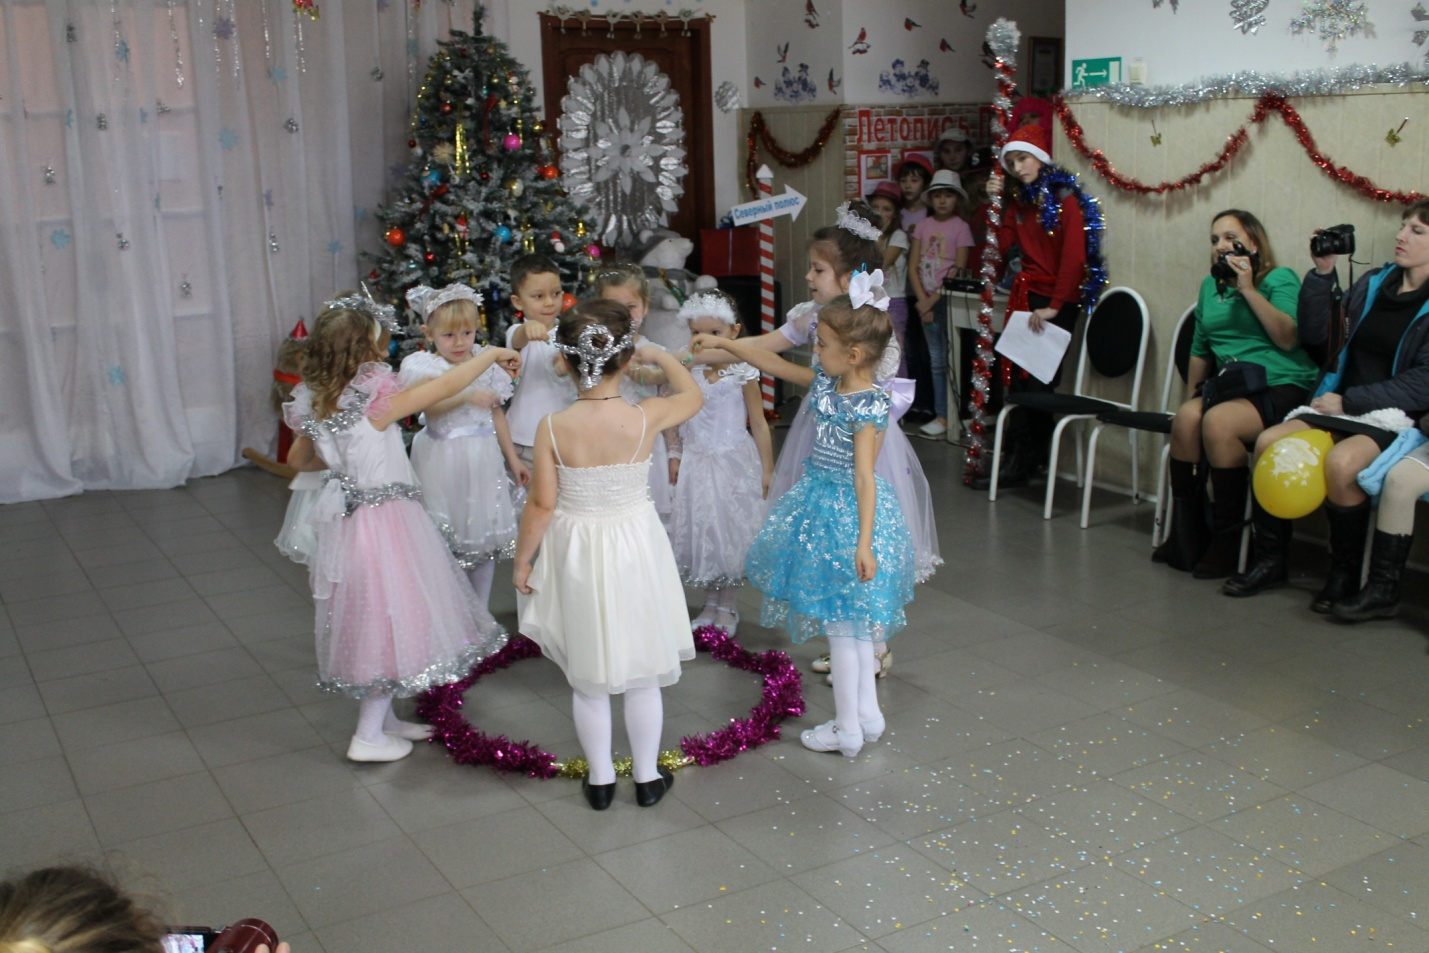 Летопись
Северный полюс